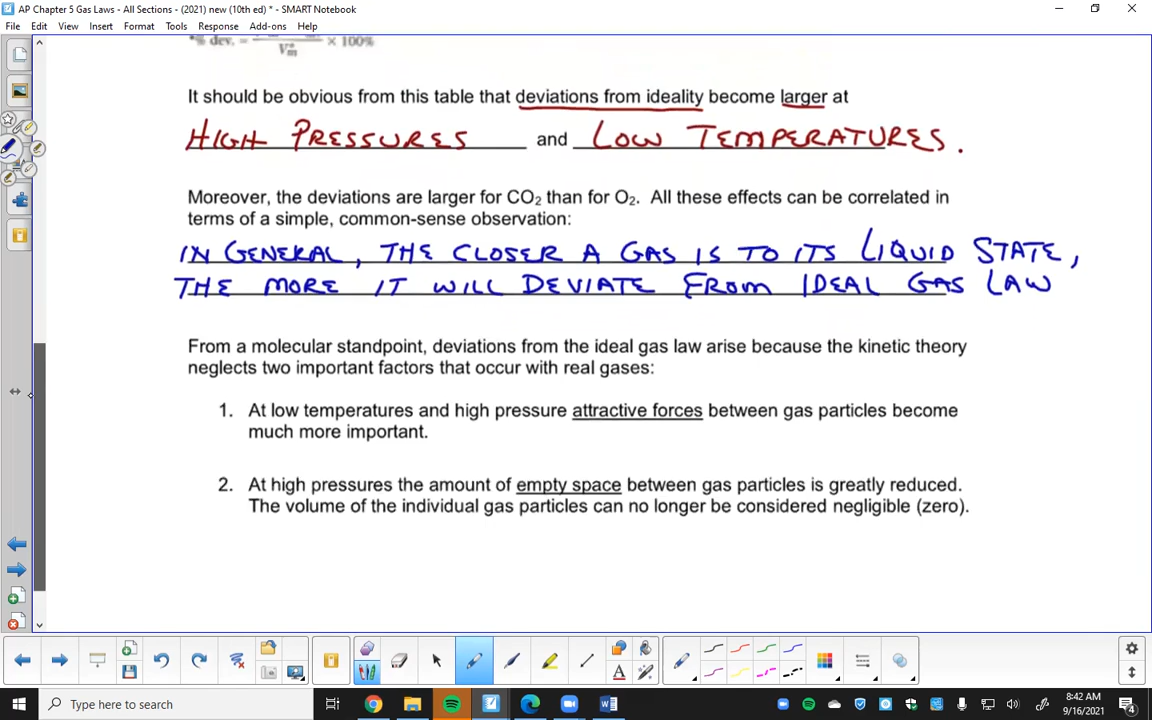 AP Chapter 5 Gas Laws - All Sections - (2021) new (10th ed) * - SMART Notebook
File Edit View Insert Format Tools Response Add-ons Help
% dev. = × 100%
V°m
It should be obvious from this table that deviations from ideality become larger at
HIGH PRESSURES and LOW TEMPERATURES.
Moreover, the deviations are larger for CO₂ than for O₂. All these effects can be correlated in
terms of a simple, common-sense observation:
IN GENERAL, THE CLOSER A GAS IS TO ITS LIQUID STATE,
THE MORE IT WILL DEVIATE FROM IDEAL GAS LAW
From a molecular standpoint, deviations from the ideal gas law arise because the kinetic theory
neglects two important factors that occur with real gases:
1. At low temperatures and high pressure attractive forces between gas particles become
much more important.
2. At high pressures the amount of empty space between gas particles is greatly reduced.
The volume of the individual gas particles can no longer be considered negligible (zero).
Type here to search
8:42 AM
9/16/2021
4